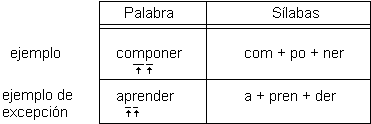 Palabra Sílabas
ejemplo componer com + po + ner
ejemplo de excepción aprender a + pren + der